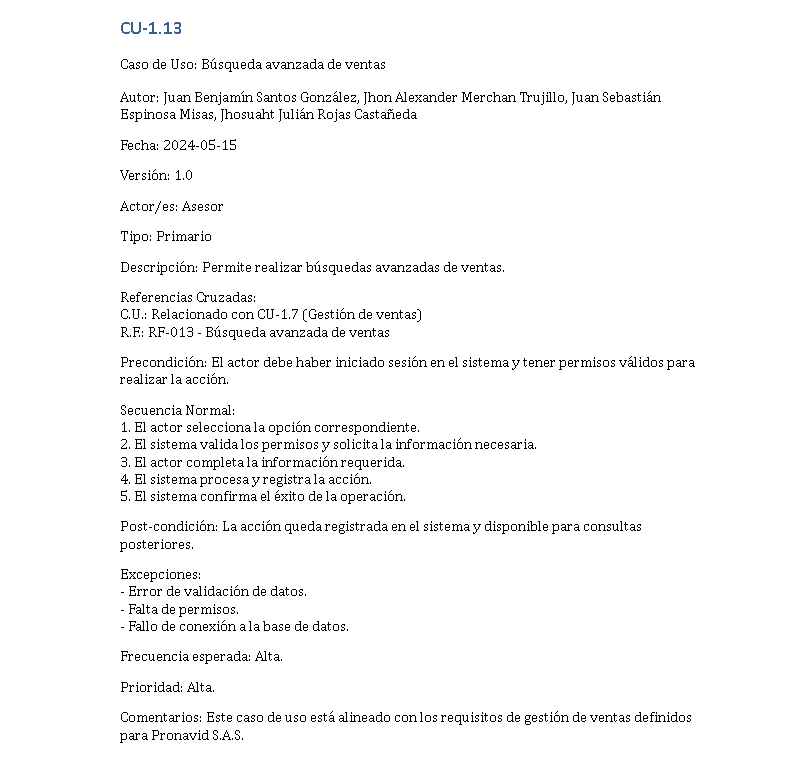 CU-1.13
Caso de Uso: Búsqueda avanzada de ventas
Autor: Juan Benjamín Santos González, Jhon Alexander Merchan Trujillo, Juan Sebastián
Espinosa Misas, Jhosuaht Julián Rojas Castañeda
Fecha: 2024-05-15
Versión: 1.0
Actor/es: Asesor
Tipo: Primario
Descripción: Permite realizar búsquedas avanzadas de ventas.
Referencias Cruzadas:
C.U.: Relacionado con CU-1.7 (Gestión de ventas)
R.F.: RF-013 - Búsqueda avanzada de ventas
Precondición: El actor debe haber iniciado sesión en el sistema y tener permisos válidos para
realizar la acción.
Secuencia Normal:
1. El actor selecciona la opción correspondiente.
2. El sistema valida los permisos y solicita la información necesaria.
3. El actor completa la información requerida.
4. El sistema procesa y registra la acción.
5. El sistema confirma el éxito de la operación.
Post-condición: La acción queda registrada en el sistema y disponible para consultas
posteriores.
Excepciones:
- Error de validación de datos.
- Falta de permisos.
- Fallo de conexión a la base de datos.
Frecuencia esperada: Alta.
Prioridad: Alta.
Comentarios: Este caso de uso está alineado con los requisitos de gestión de ventas definidos
para Pronavid S.A.S.